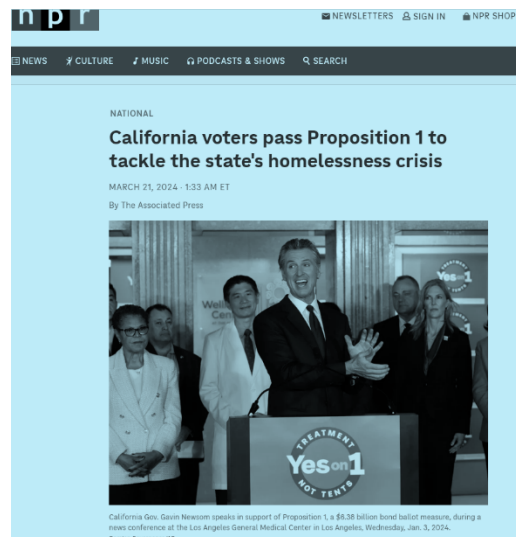 npr
NEWSLETTERS SIGN IN NPR SHOP
NEWS CULTURE MUSIC PODCASTS & SHOWS SEARCH
NATIONAL
California voters pass Proposition 1 to
tackle the state's homelessness crisis
MARCH 21, 2024 · 1:33 AM ET
By The Associated Press
Yes on 1
TREATMENT
Yes on 1
NOT TENTS
California Gov. Gavin Newsom speaks in support of Proposition 1, a $6.38 billion bond ballot measure, during a
news conference at the Los Angeles General Medical Center in Los Angeles, Wednesday, Jan. 3, 2024.